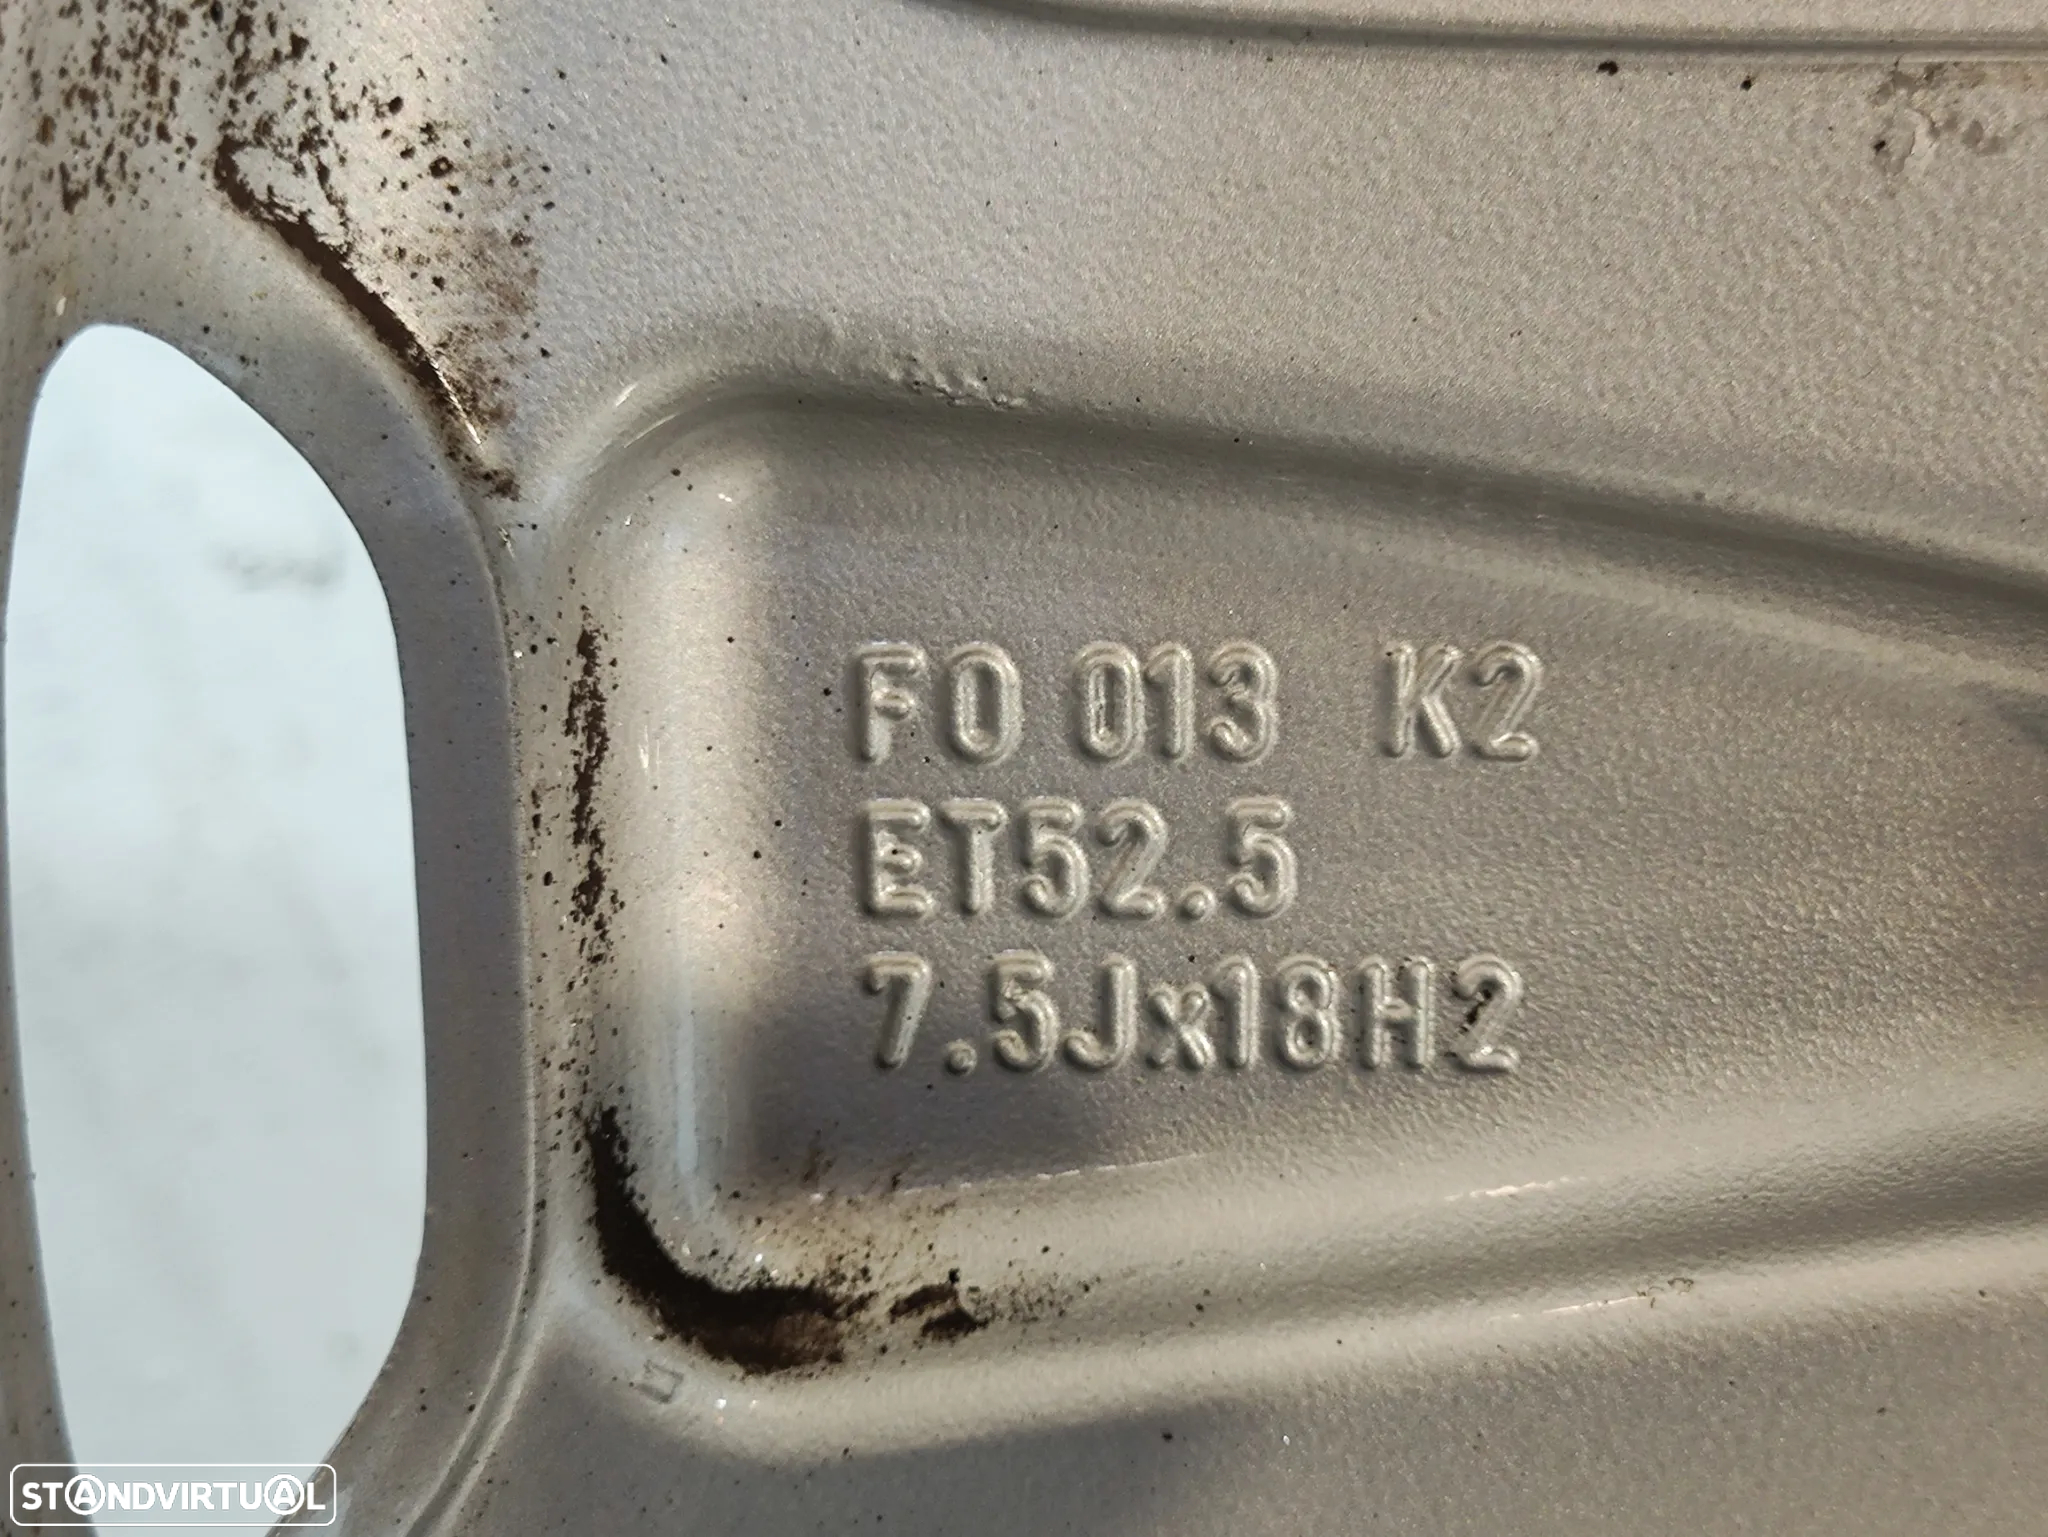 FO 013 K2
ET52.5
7.5Jx18H2
STANDVIRTUAL